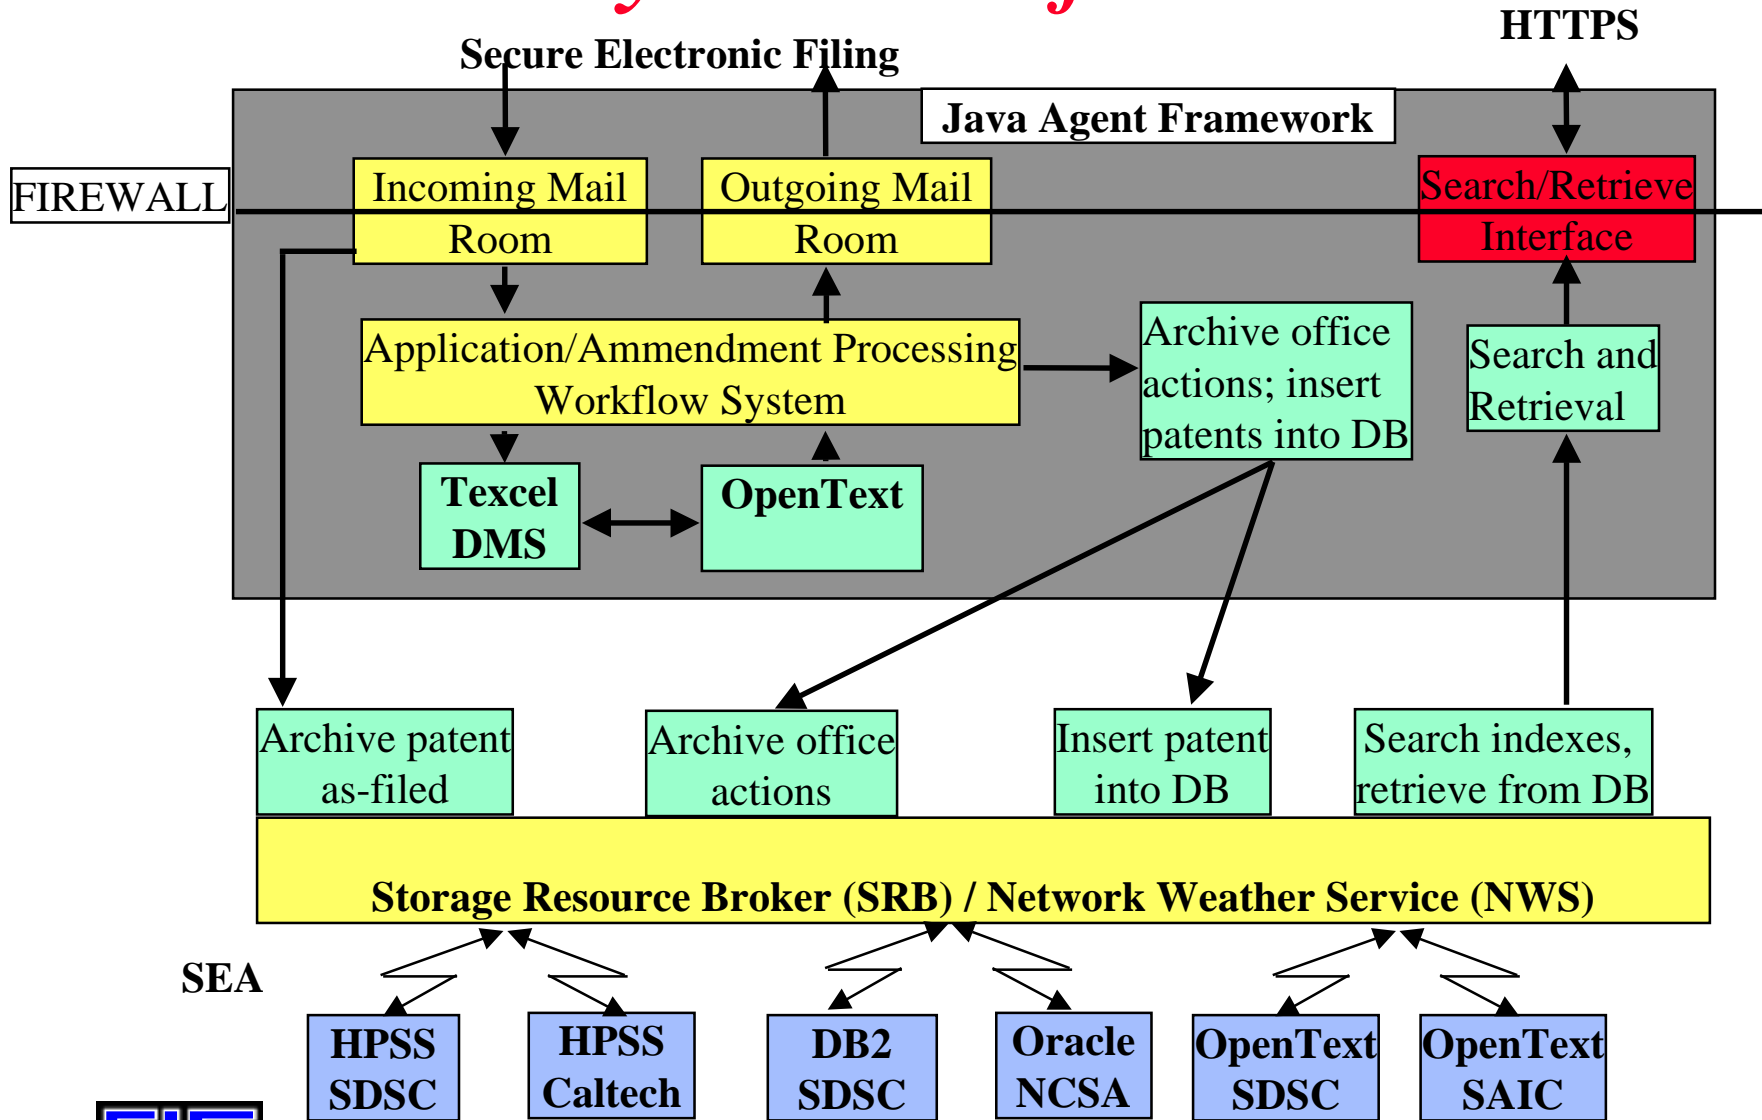 HTTPS
Secure Electronic Filing
Java Agent Framework
FIREWALL
Incoming Mail
Room
Outgoing Mail
Room
Search/Retrieve
Interface
Application/Ammendment Processing
Workflow System
Archive office
actions; insert
patents into DB
Search and
Retrieval
Texcel
DMS
OpenText
Archive patent
as-filed
Archive office
actions
Insert patent
into DB
Search indexes,
retrieve from DB
Storage Resource Broker (SRB) / Network Weather Service (NWS)
SEA
HPSS
SDSC
HPSS
Caltech
DB2
SDSC
Oracle
NCSA
OpenText
SDSC
OpenText
SAIC